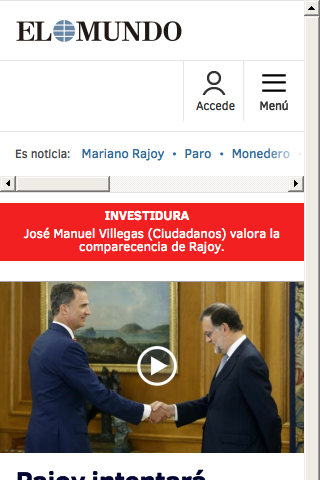 EL MUNDO
Accede
Menú
Es noticia: Mariano Rajoy • Paro • Monedero •
INVESTIDURA
José Manuel Villegas (Ciudadanos) valora la
comparecencia de Rajoy.
Rajoy intentará